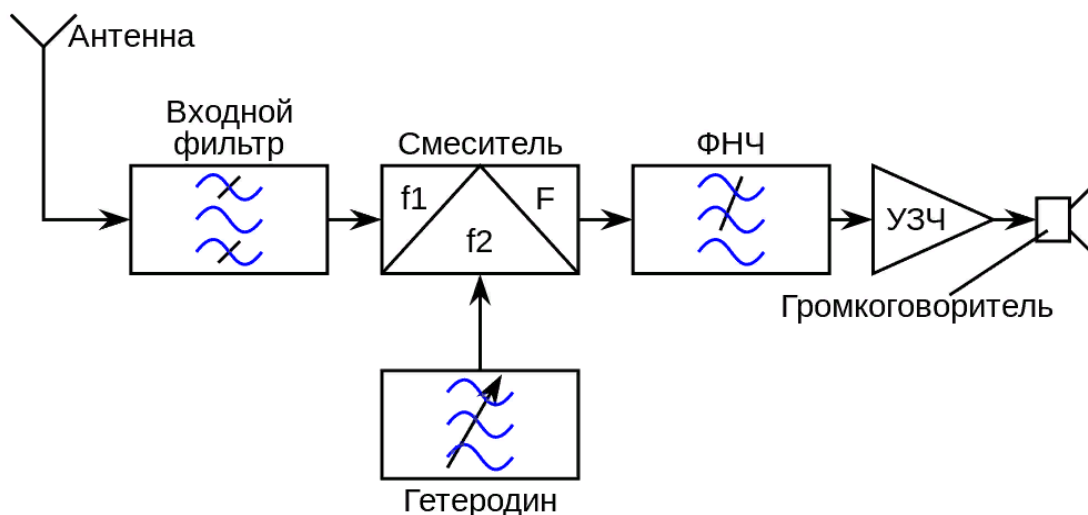 Антенна
Входной
фильтр
Смеситель
ФНЧ
f1
F
f2
УЗЧ
Громкоговоритель
Гетеродин